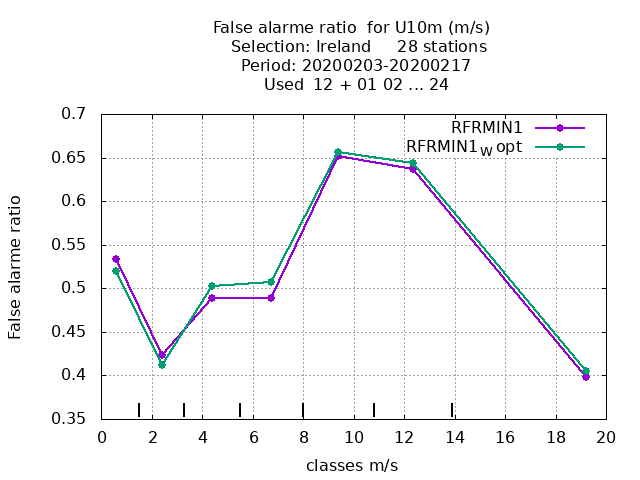 False alarme ratio  for U10m (m/s)
Selection: Ireland     28 stations
Period: 20200203-20200217
Used  12 + 01 02 ... 24
RFRMIN1
RFRMIN1W opt
0.7
0.65
0.6
0.55
0.5
0.45
0.4
0.35
False alarme ratio
0 2 4 6 8 10 12 14 16 18 20
classes m/s